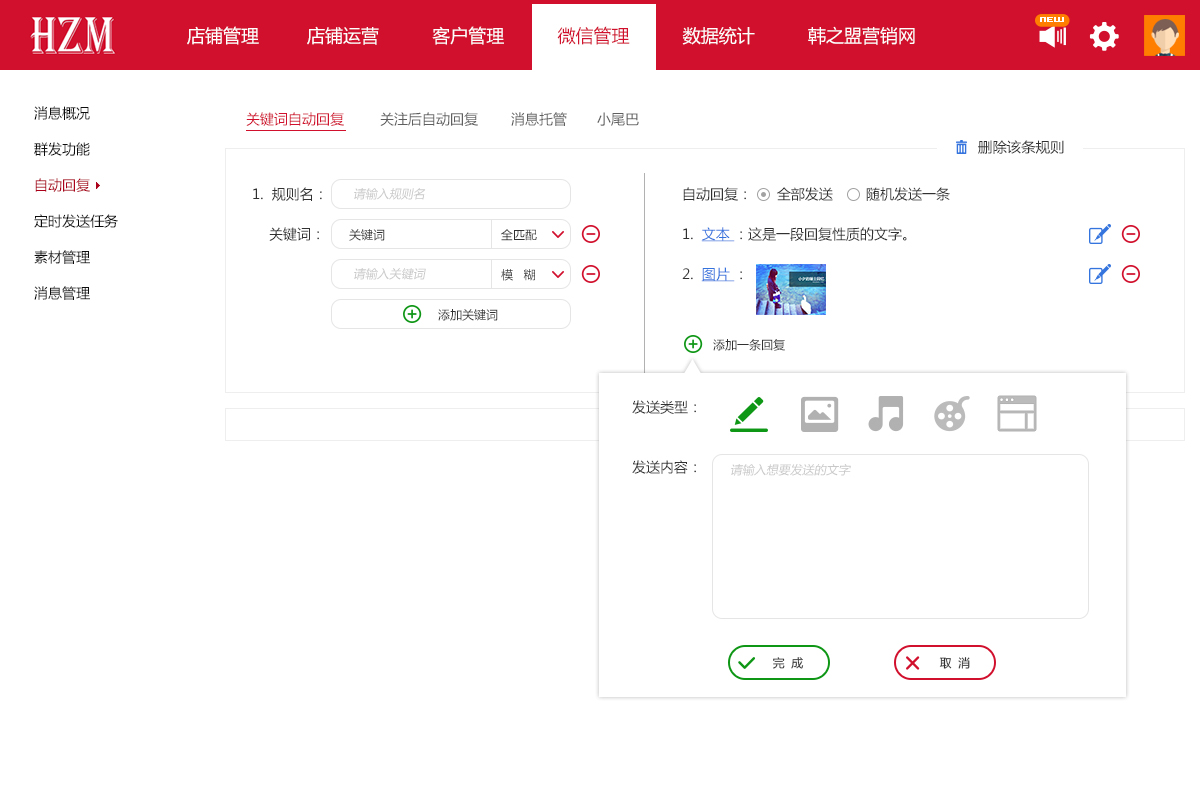 HZM 店铺管理 店铺运营 客户管理 微信管理 数据统计 韩之盟营销网 NEW
消息概况
群发功能
自动回复
定时发送任务
素材管理
消息管理
关键词自动回复 关注后自动回复 消息托管 小尾巴
删除该条规则
1. 规则名： 请输入规则名
关键词： 关键词 全匹配
请输入关键词 模 糊
添加关键词
自动回复： 全部发送 随机发送一条
1. 文本 ：这是一段回复性质的文字。
2. 图片 ：
添加一条回复
发送类型：
发送内容： 请输入想要发送的文字
完 成 取 消